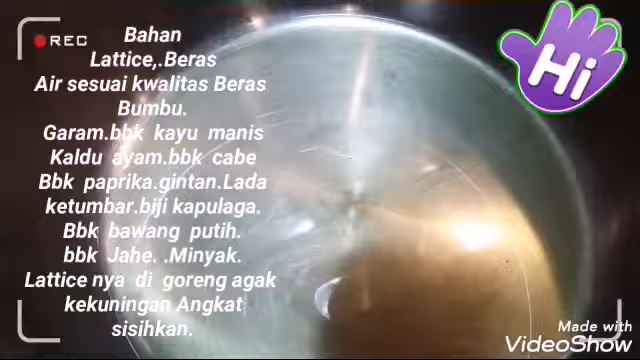 REC
Bahan
Lattice,.Beras
Air sesuai kwalitas Beras
Bumbu.
Garam.bbk kayu manis
Kaldu ayam.bbk cabe
Bbk paprika.gintan.Lada
ketumbar.biji kapulaga.
Bbk bawang putih.
bbk Jahe. .Minyak.
Lattice nya di goreng agak
kekuningan Angkat
sisihkan.
Hi
Made with
VideoShow